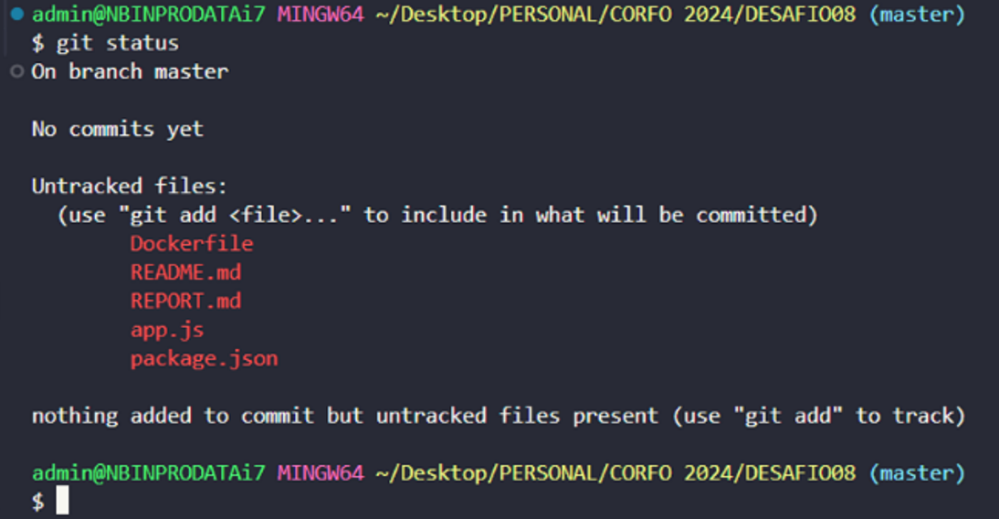 admin@NBINPRODATAi7 MINGW64 ~/Desktop/PERSONAL/CORFO 2024/DESAFIO08 (master)
$ git status
On branch master
No commits yet
Untracked files:
(use "git add <file>..." to include in what will be committed)
Dockerfile
README.md
REPORT.md
app.js
package.json
nothing added to commit but untracked files present (use "git add" to track)
admin@NBINPRODATAi7 MINGW64 ~/Desktop/PERSONAL/CORFO 2024/DESAFIO08 (master)
$